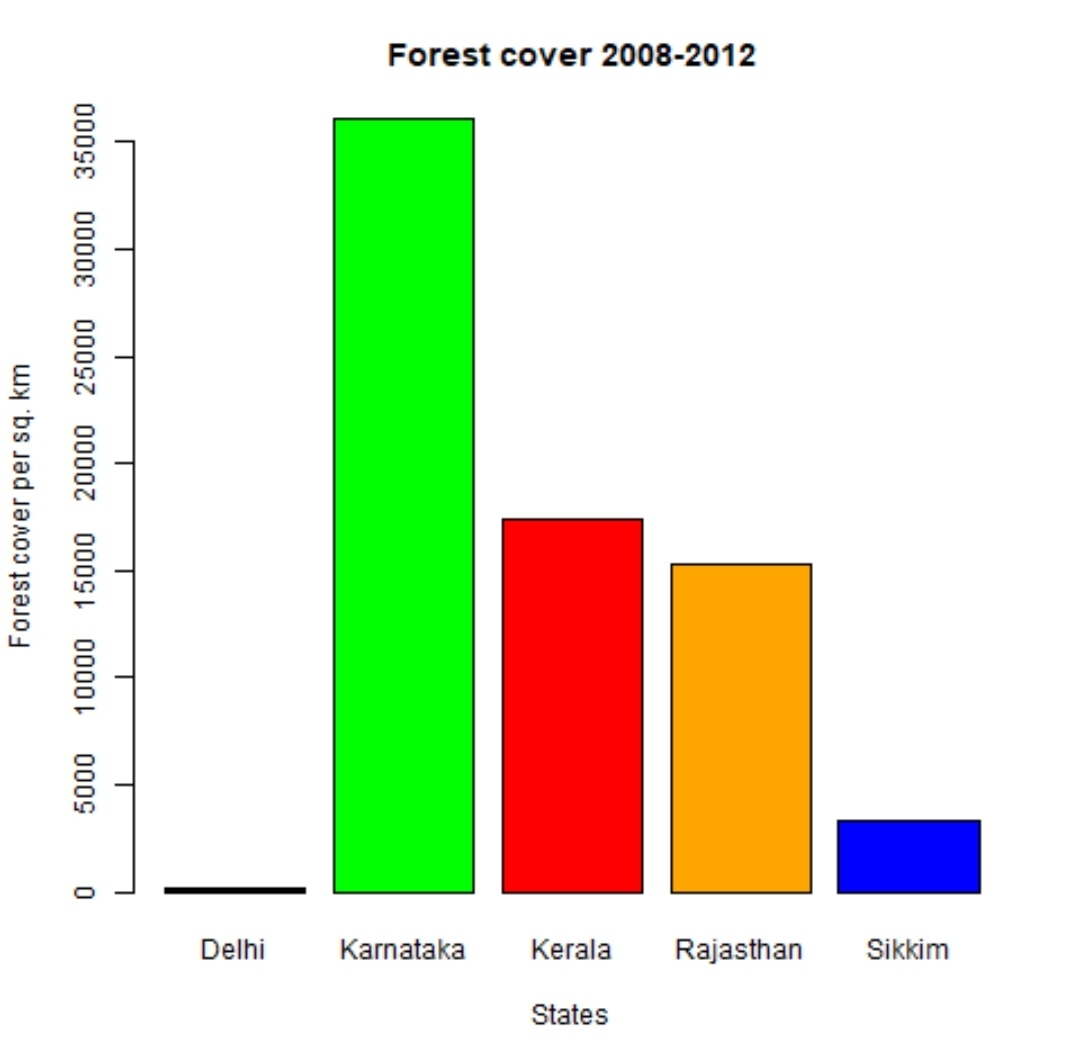 Forest cover 2008-2012
Forest cover per sq. km
35000
30000
25000
20000
15000
10000
5000
0
Delhi Karnataka Kerala Rajasthan Sikkim
States